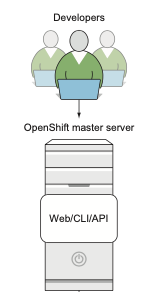 Developers
OpenShift master server
Web/CLI/API